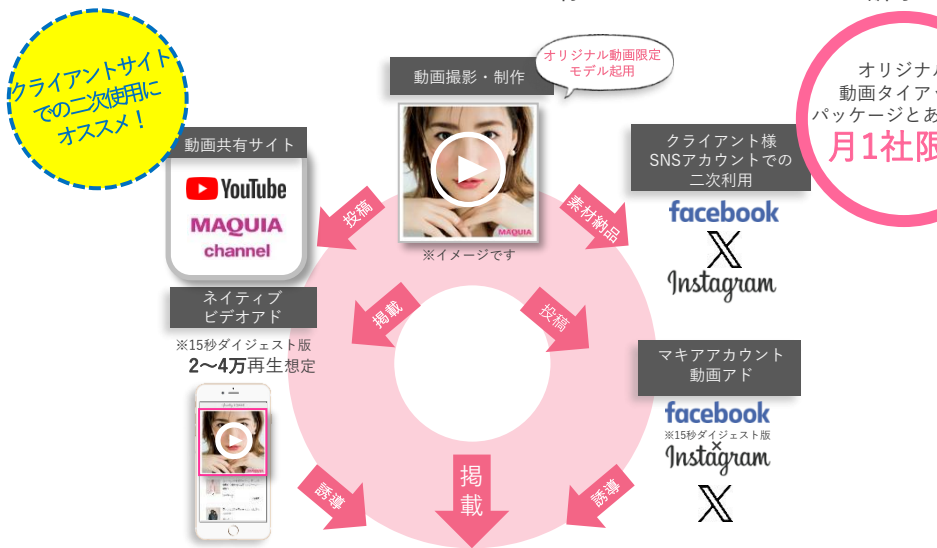 クライアントサイト
での二次使用に
オススメ！
動画撮影・制作
オリジナル動画限定
モデル起用
MAQUIA
※イメージです
オリジナル
動画タイアッ
パッケージとあ
月1社限
動画共有サイト
YouTube
MAQUIA
channel
ネイティブ
ビデオアド
※15秒ダイジェスト版
2〜4万再生想定
クライアント様
SNSアカウントでの
二次利用
facebook
X
Instagram
マキアアカウント
動画アド
facebook
※15秒ダイジェスト版
×
Instagram
X
投稿
素材納品
掲載
投稿
誘導
掲載
誘導